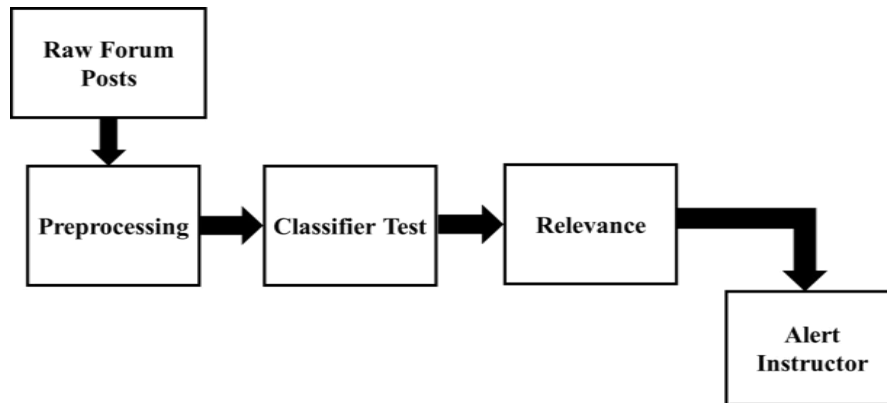 Raw Forum
Posts
Preprocessing
Classifier Test
Relevance
Alert
Instructor